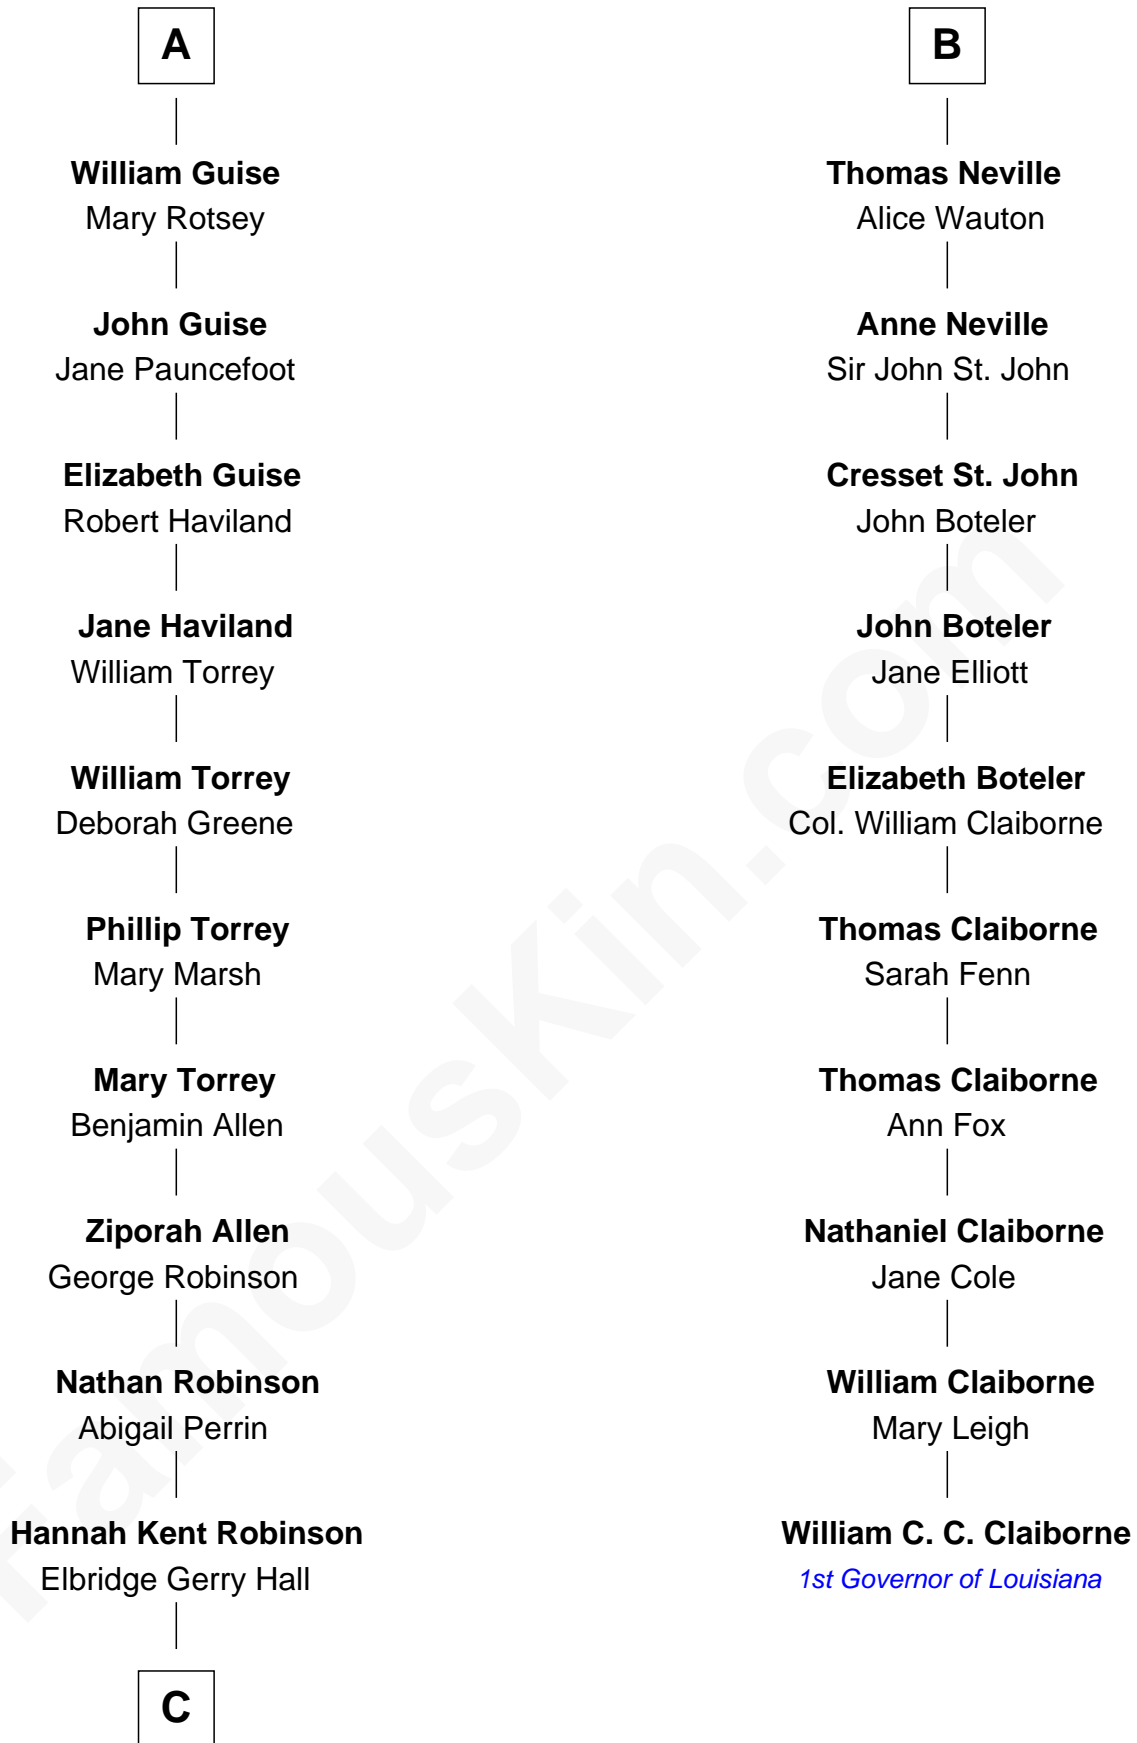 A
William Guise
Mary Rotsey
John Guise
Jane Pauncefoot
Elizabeth Guise
Robert Haviland
Jane Haviland
William Torrey
William Torrey
Deborah Greene
Phillip Torrey
Mary Marsh
Mary Torrey
Benjamin Allen
Ziporah Allen
George Robinson
Nathan Robinson
Abigail Perrin
Hannah Kent Robinson
Elbridge Gerry Hall
C
B
Thomas Neville
Alice Wauton
Anne Neville
Sir John St. John
Cresset St. John
John Boteler
John Boteler
Jane Elliott
Elizabeth Boteler
Col. William Claiborne
Thomas Claiborne
Sarah Fenn
Thomas Claiborne
Ann Fox
Nathaniel Claiborne
Jane Cole
William Claiborne
Mary Leigh
William C. C. Claiborne
1st Governor of Louisiana
FamousKin.com